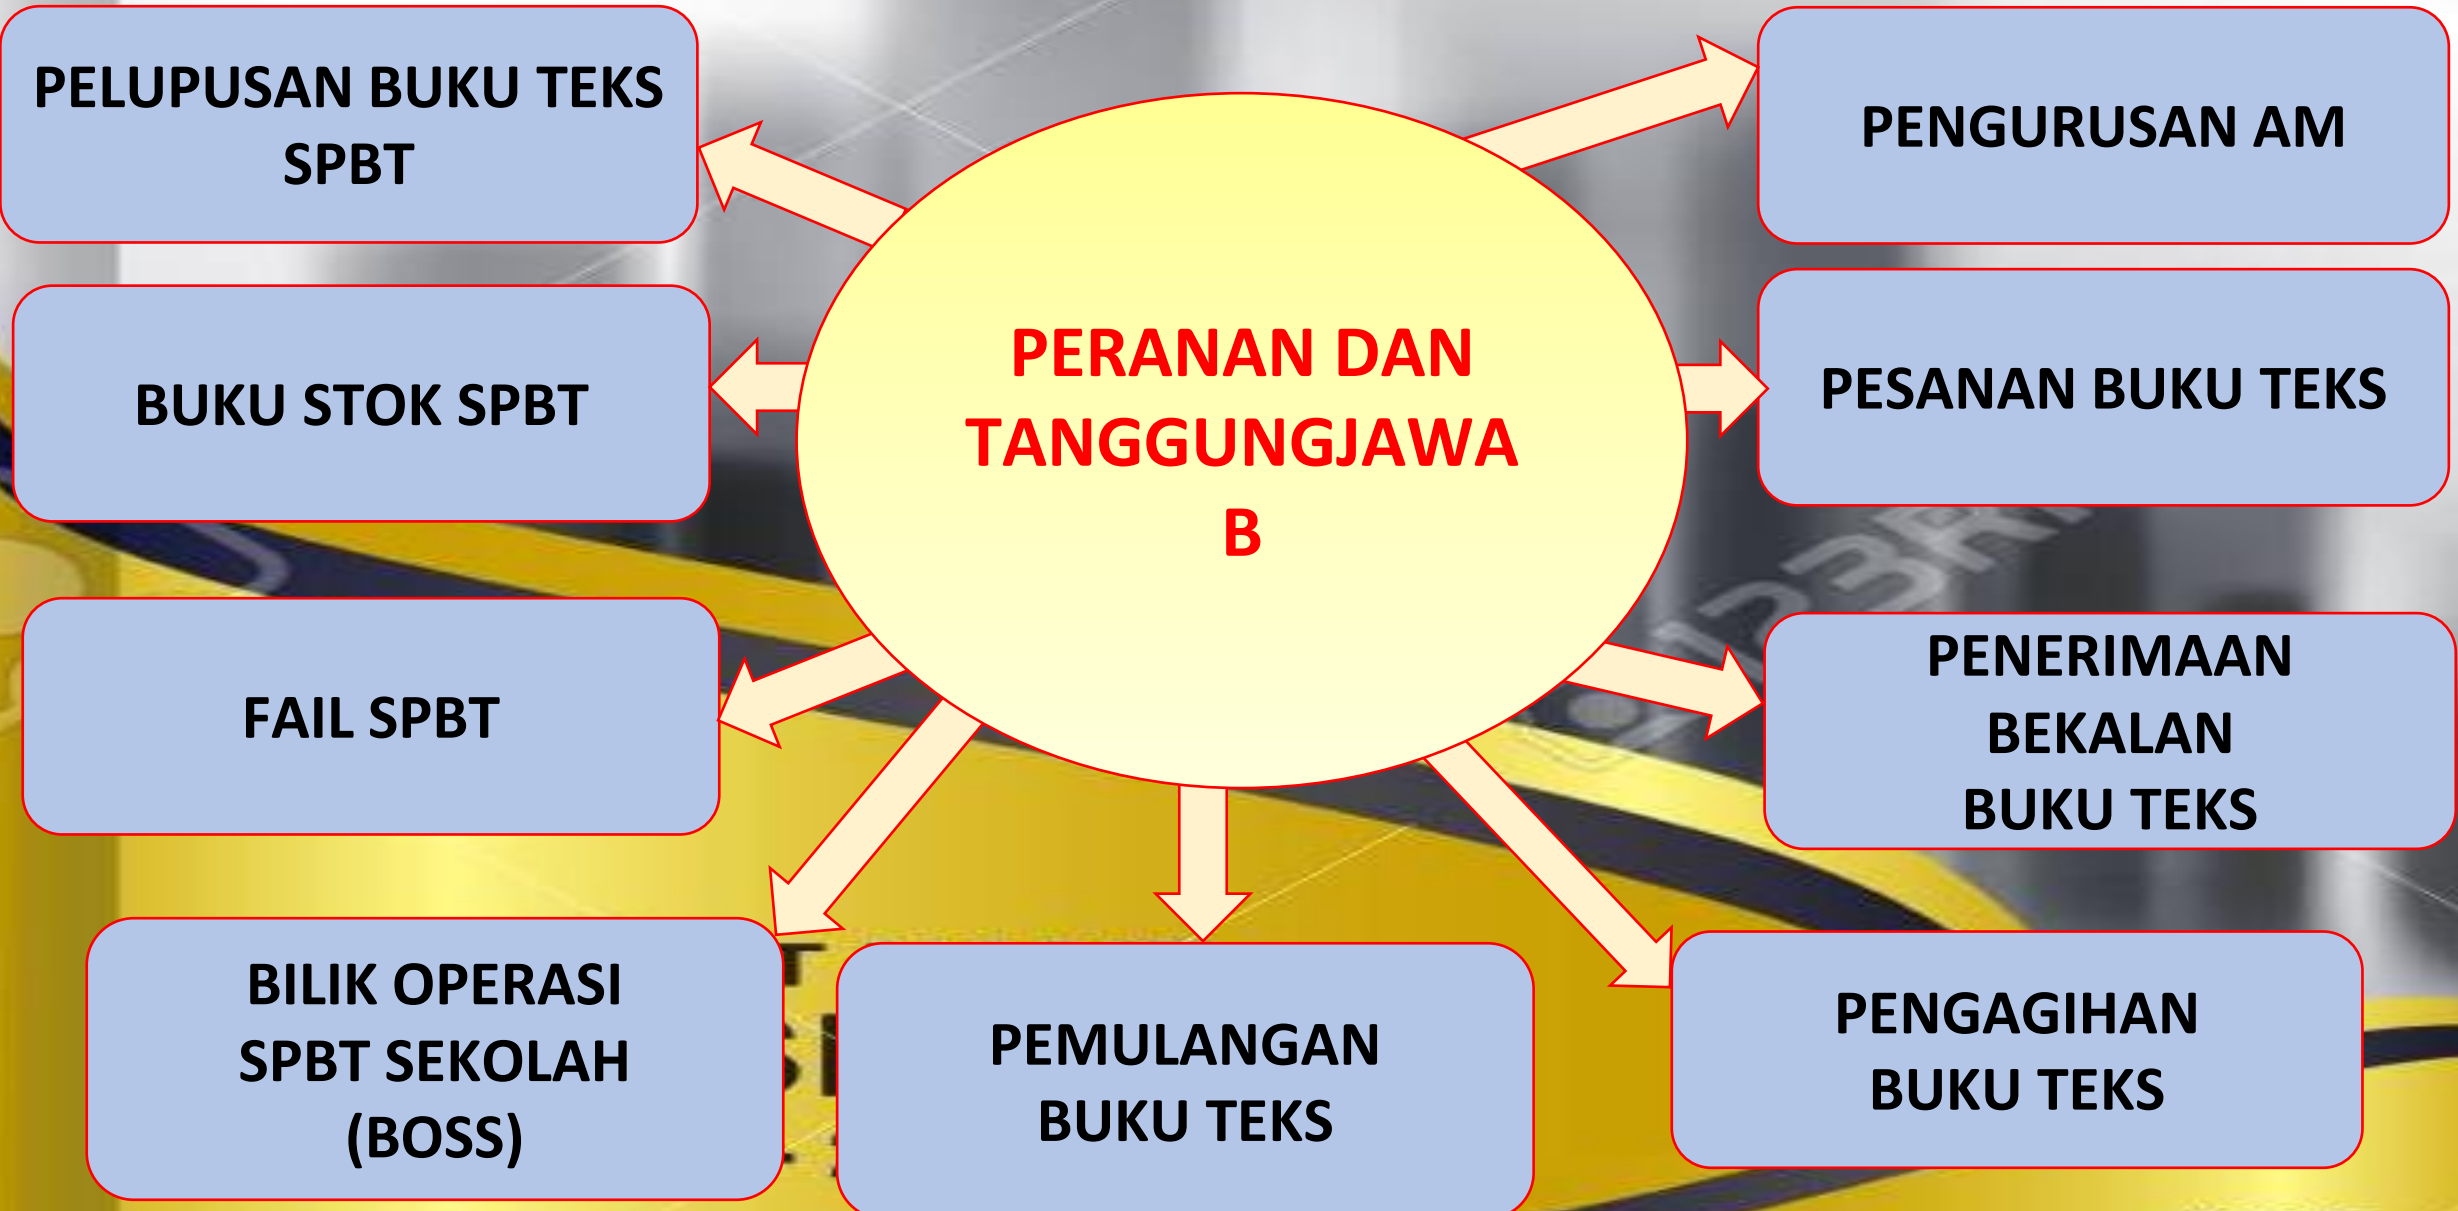 PELUPUSAN BUKU TEKS
SPBT
PENGURUSAN AM
PERANAN DAN
TANGGUNGJAWA
B
BUKU STOK SPBT
PESANAN BUKU TEKS
FAIL SPBT
PENERIMAAN
BEKALAN
BUKU TEKS
BILIK OPERASI
SPBT SEKOLAH
(BOSS)
PEMULANGAN
BUKU TEKS
PENGAGIHAN
BUKU TEKS